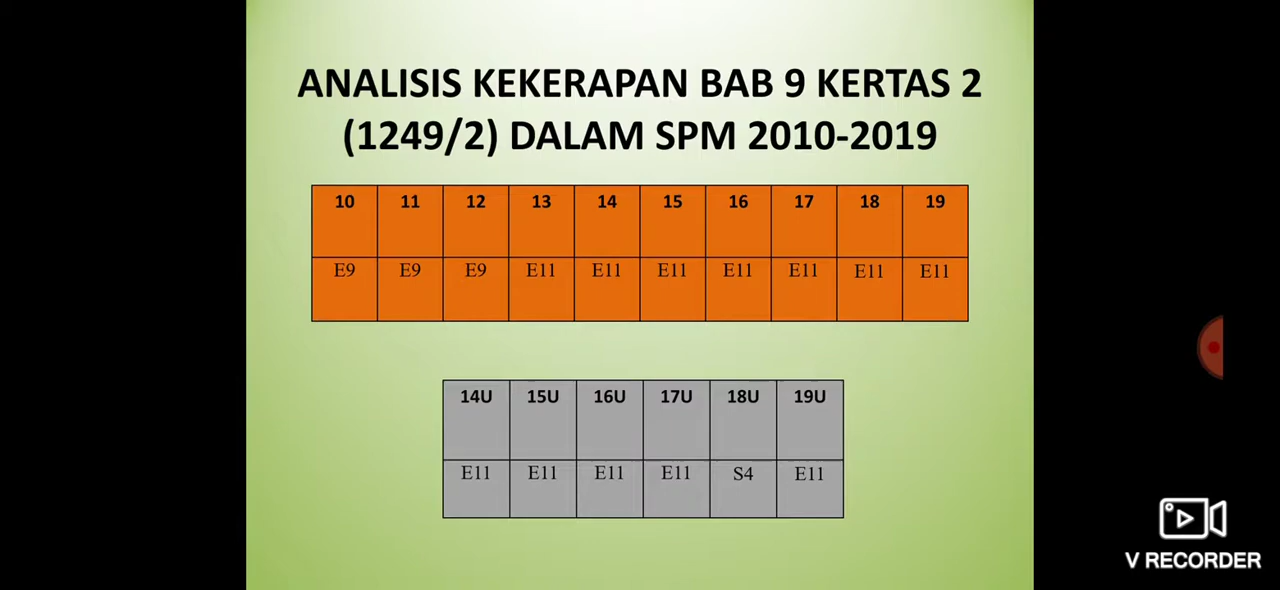 ANALISIS KEKERAPAN BAB 9 KERTAS 2
(1249/2) DALAM SPM 2010-2019
10 11 12 13 14 15 16 17 18 19
E9 E9 E9 E11 E11 E11 E11 E11 E11 E11
14U 15U 16U 17U 18U 19U
E11 E11 E11 E11 S4 E11
V RECORDER